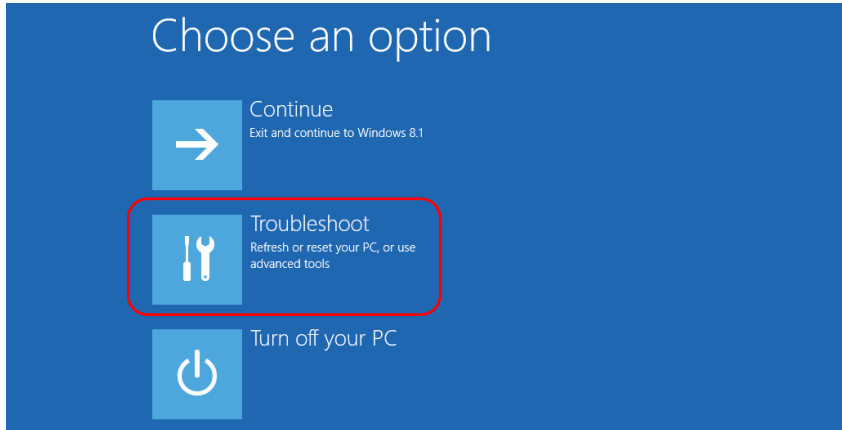 Choose an option
Continue
Exit and continue to Windows 8.1
Troubleshoot
Refresh or reset your PC, or use
advanced tools
Turn off your PC